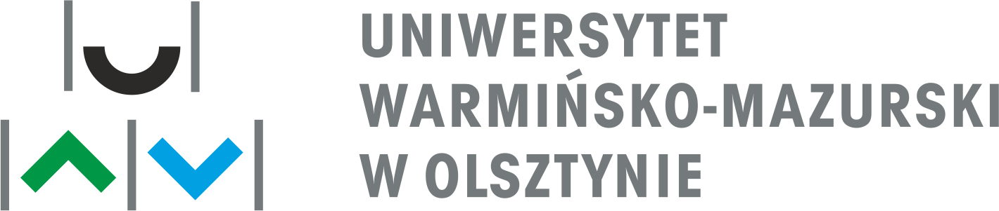 UNIWERSYTET
WARMIŃSKO-MAZURSKI
W OLSZTYNIE